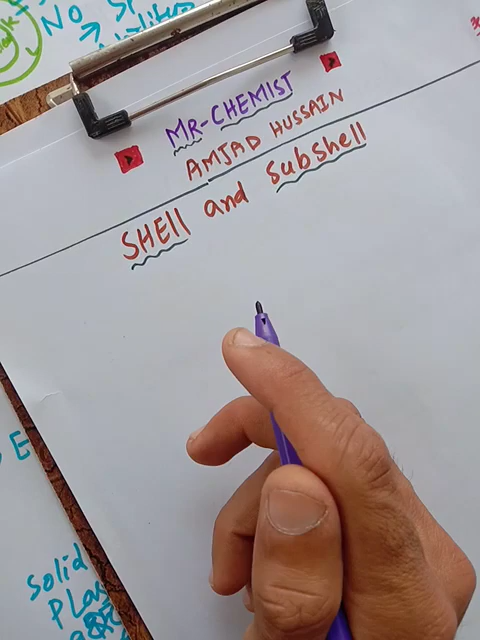 NO
MR-CHEMIST
AMJAD HUSSAIN
SHEll and Subshell
E
Solid